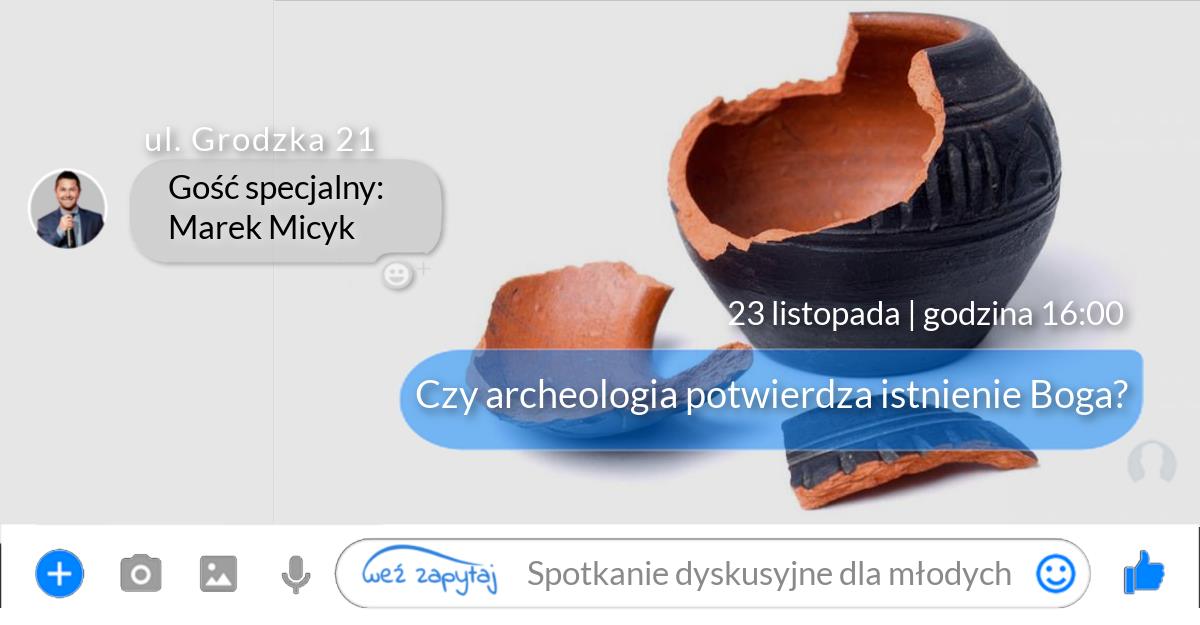 ul. Grodzka 21
Gość specjalny:
Marek Micyk
23 listopada | godzina 16:00
Czy archeologia potwierdza istnienie Boga?
weź zapytaj
Spotkanie dyskusyjne dla młodych